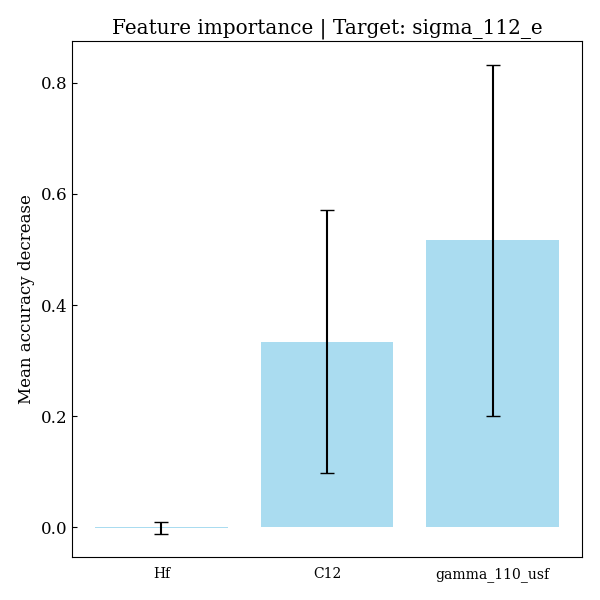 Feature importance | Target: sigma_112_e
Mean accuracy decrease
0.8
0.6
0.4
0.2
0.0
Hf
C12
gamma_110_usf